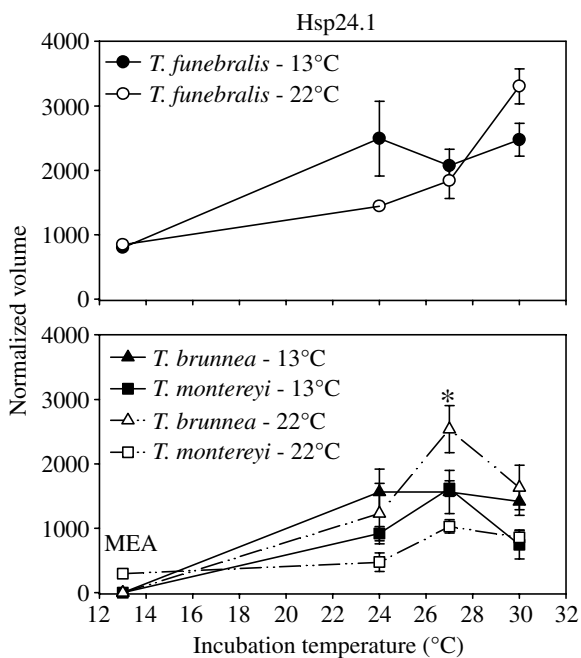 Hsp24.1
4000
3000
2000
1000
0
T. funebralis - 13°C
T. funebralis - 22°C
Normalized volume
4000
3000
2000
1000
0
T. brunnea - 13°C
T. montereyi - 13°C
T. brunnea - 22°C
T. montereyi - 22°C
*
MEA
12 14 16 18 20 22 24 26 28 30 32
Incubation temperature (°C)